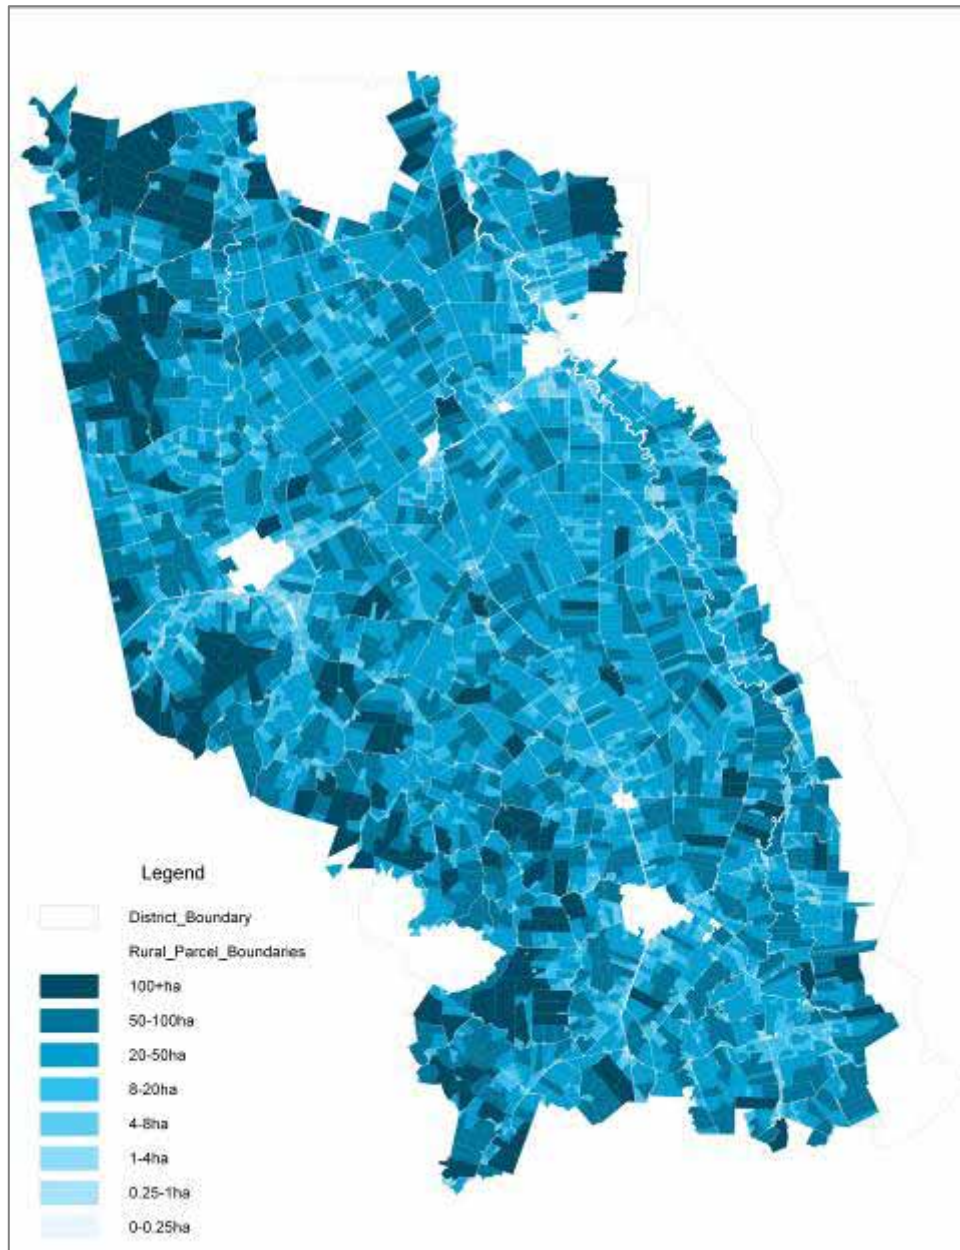 Legend
District_Boundary
Rural_Parcel_Boundaries
100+ha
50-100ha
20-50ha
8-20ha
4-8ha
1-4ha
0.25-1ha
0-0.25ha